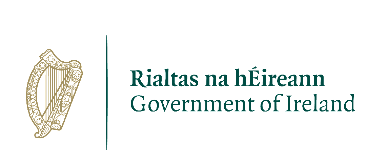 Rialtas na hÉireann
Government of Ireland